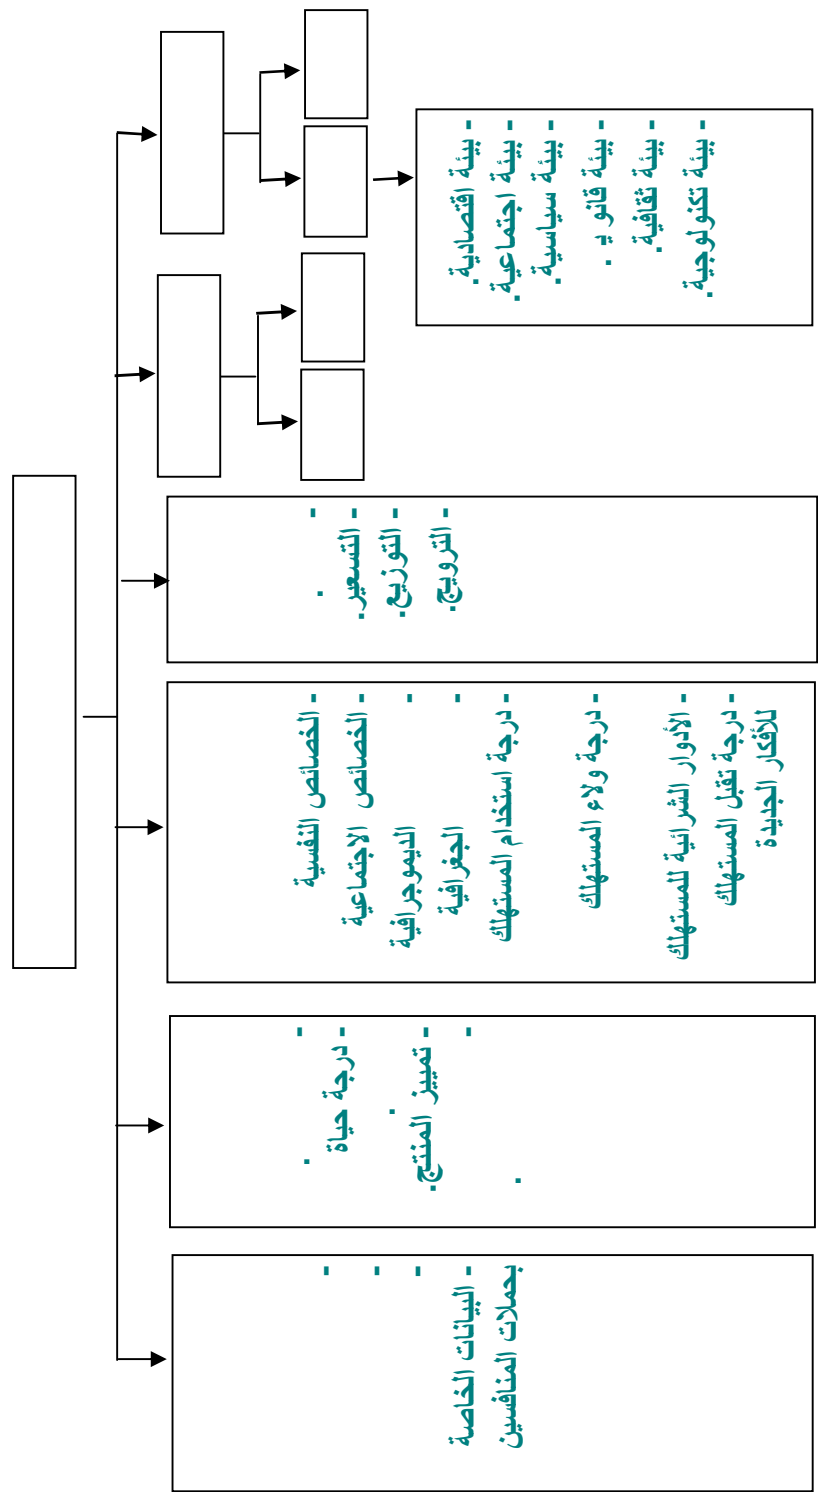 - بيئة اقتصادية.
- بيئة اجتماعية.
- بيئة سياسية.
- بيئة قانو ي .
- بيئة ثقافية.
- بيئة تكنولوجية.
-
.
- التسعير.
- التوزيع.
- الترويج.
- الخصائص النفسية
- الخصائص الاجتماعية
- الديموجرافية
- الجغرافية
- درجة استخدام المستهلك
- درجة ولاء المستهلك
- الأدوار الشرائية للمستهلك
- درجة تقبل المستهلك
للأفكار الجديدة
-
.
- درجة حياة
.
- تمييز المنتج.
-
.
-
-
-
- البيانات الخاصة
بحملات المنافسين